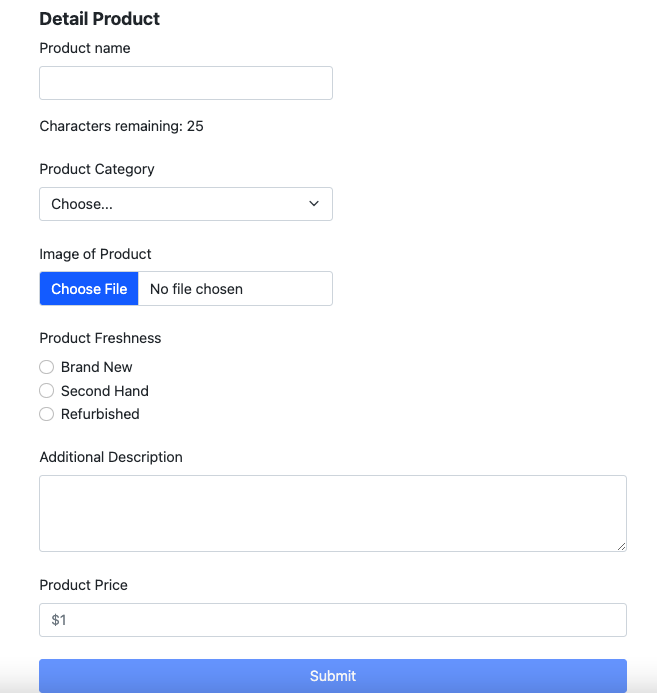 Detail Product
Product name
Characters remaining: 25
Product Category
Choose...
Image of Product
Choose File No file chosen
Product Freshness
Brand New
Second Hand
Refurbished
Additional Description
Product Price
$1
Submit